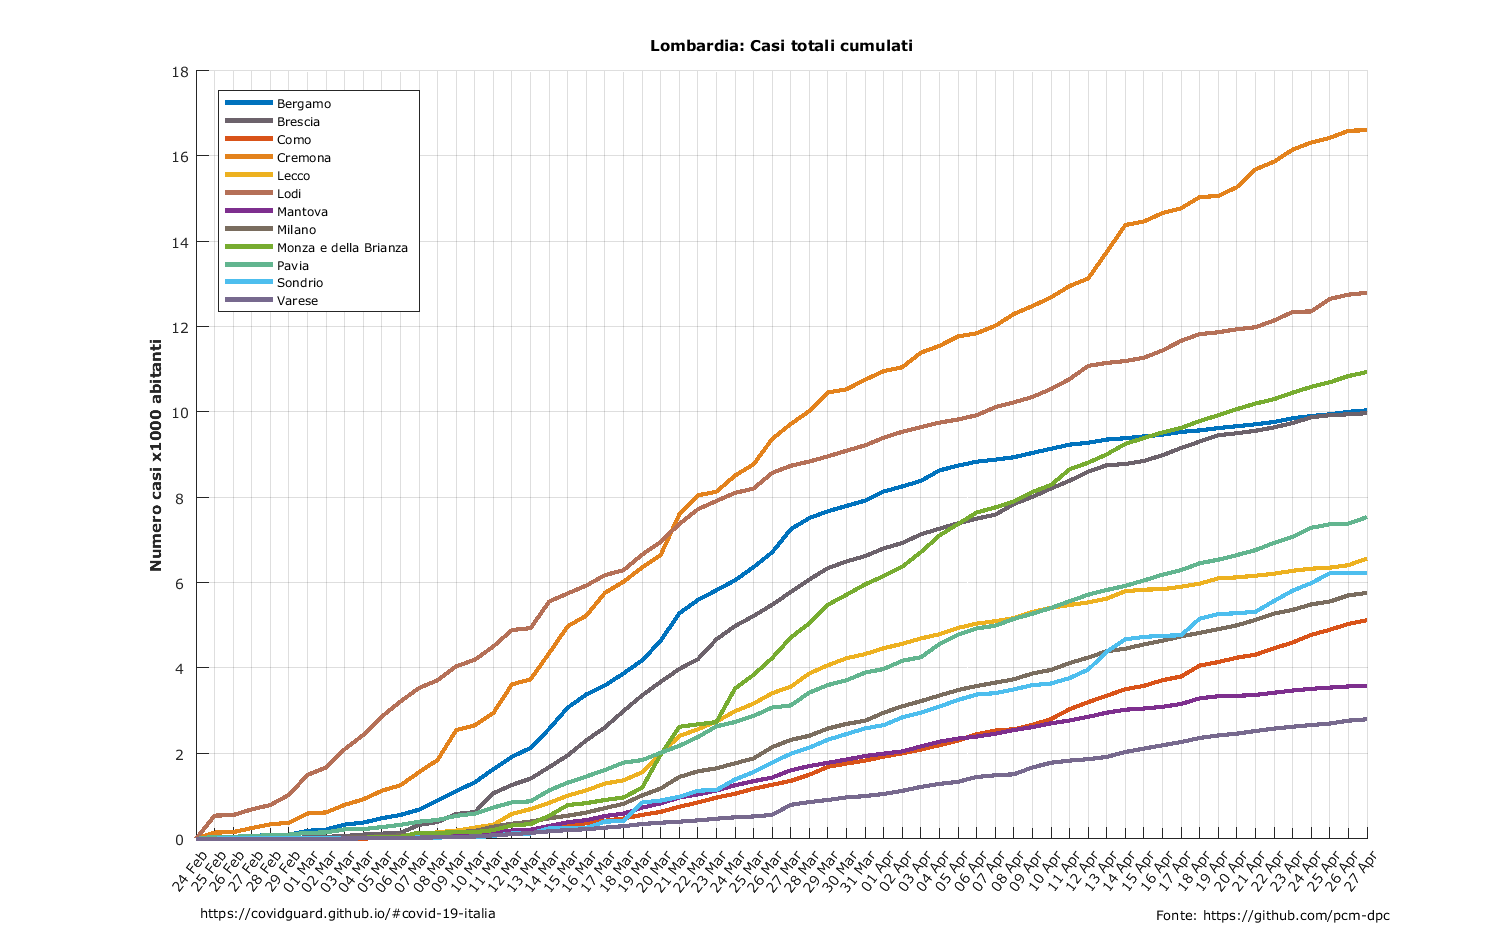 Lombardia: Casi totali cumulati
Numero casi x1000 abitanti
18
16
14
12
10
8
6
4
2
0
Bergamo
Brescia
Como
Cremona
Lecco
Lodi
Mantova
Milano
Monza e della Brianza
Pavia
Sondrio
Varese
24 Feb
25 Feb
26 Feb
27 Feb
28 Feb
29 Feb
01 Mar
02 Mar
03 Mar
04 Mar
05 Mar
06 Mar
07 Mar
08 Mar
09 Mar
10 Mar
11 Mar
12 Mar
13 Mar
14 Mar
15 Mar
16 Mar
17 Mar
18 Mar
19 Mar
20 Mar
21 Mar
22 Mar
23 Mar
24 Mar
25 Mar
26 Mar
27 Mar
28 Mar
29 Mar
30 Mar
31 Mar
01 Apr
02 Apr
03 Apr
04 Apr
05 Apr
06 Apr
07 Apr
08 Apr
09 Apr
10 Apr
11 Apr
12 Apr
13 Apr
14 Apr
15 Apr
16 Apr
17 Apr
18 Apr
19 Apr
20 Apr
21 Apr
22 Apr
23 Apr
24 Apr
25 Apr
26 Apr
27 Apr
https://covidguard.github.io/#covid-19-italia
Fonte: https://github.com/pcm-dpc